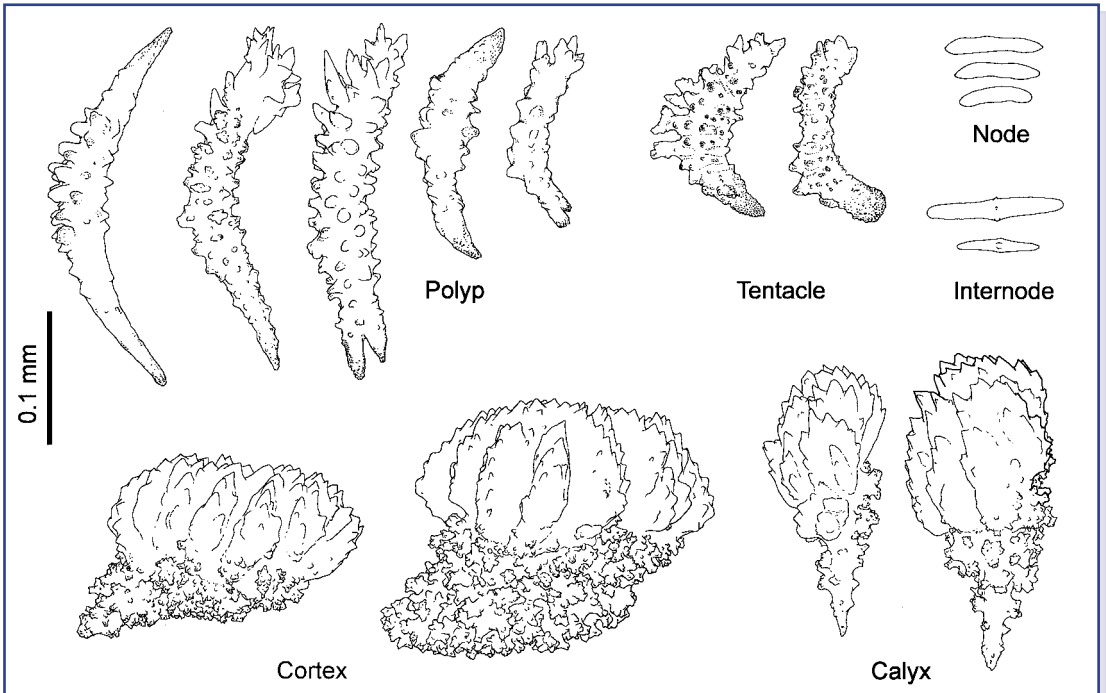 Node
Polyp
Tentacle
Internode
0.1 mm
Cortex
Calyx